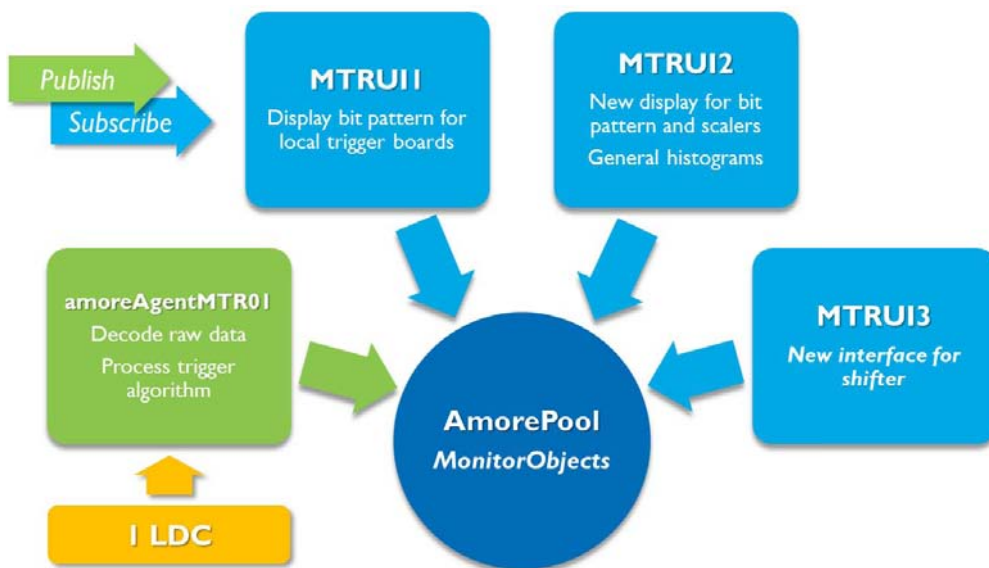 Publish
Subscribe
MTRUI1
Display bit pattern for
local trigger boards
MTRUI2
New display for bit
pattern and scalers
General histograms
amoreAgentMTR01
Decode raw data
Process trigger
algorithm
MTRUI3
New interface for
shifter
AmorePool
MonitorObjects
1 LDC